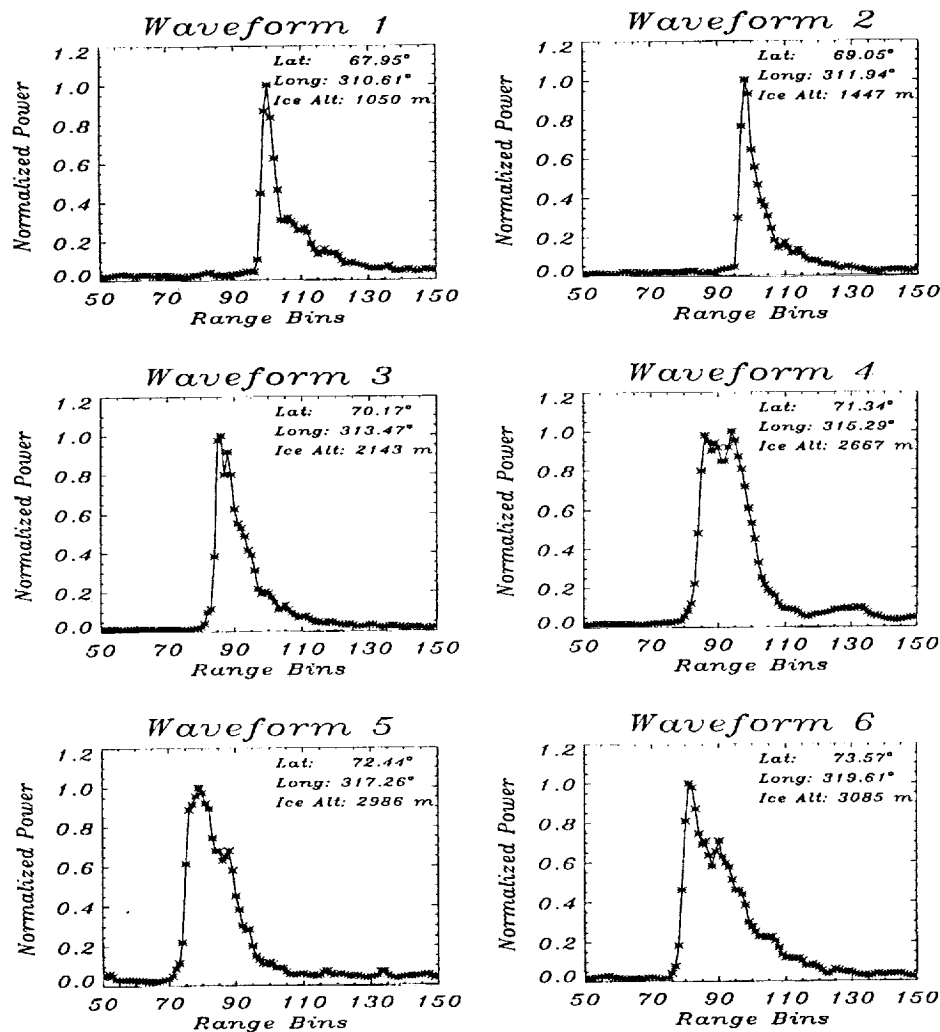 Waveform 1
Normalized Power
1.2
1.0
0.8
0.6
0.4
0.2
0.0
Lat: 67.95°
Long: 310.61°
Ice Alt: 1050 m
50 70 90 110 130 150
Range Bins
Waveform 2
Normalized Power
1.2
1.0
0.8
0.6
0.4
0.2
0.0
Lat: 69.05°
Long: 311.94°
Ice Alt: 1447 m
50 70 90 110 130 150
Range Bins
Waveform 3
Normalized Power
1.2
1.0
0.8
0.6
0.4
0.2
0.0
Lat: 70.17°
Long: 313.47°
Ice Alt: 2143 m
50 70 90 110 130 150
Range Bins
Waveform 4
Normalized Power
1.2
1.0
0.8
0.6
0.4
0.2
0.0
Lat: 71.34°
Long: 315.29°
Ice Alt: 2667 m
50 70 90 110 130 150
Range Bins
Waveform 5
Normalized Power
1.2
1.0
0.8
0.6
0.4
0.2
0.0
Lat: 72.44°
Long: 317.26°
Ice Alt: 2986 m
50 70 90 110 130 150
Range Bins
Waveform 6
Normalized Power
1.2
1.0
0.8
0.6
0.4
0.2
0.0
Lat: 73.57°
Long: 319.61°
Ice Alt: 3085 m
50 70 90 110 130 150
Range Bins